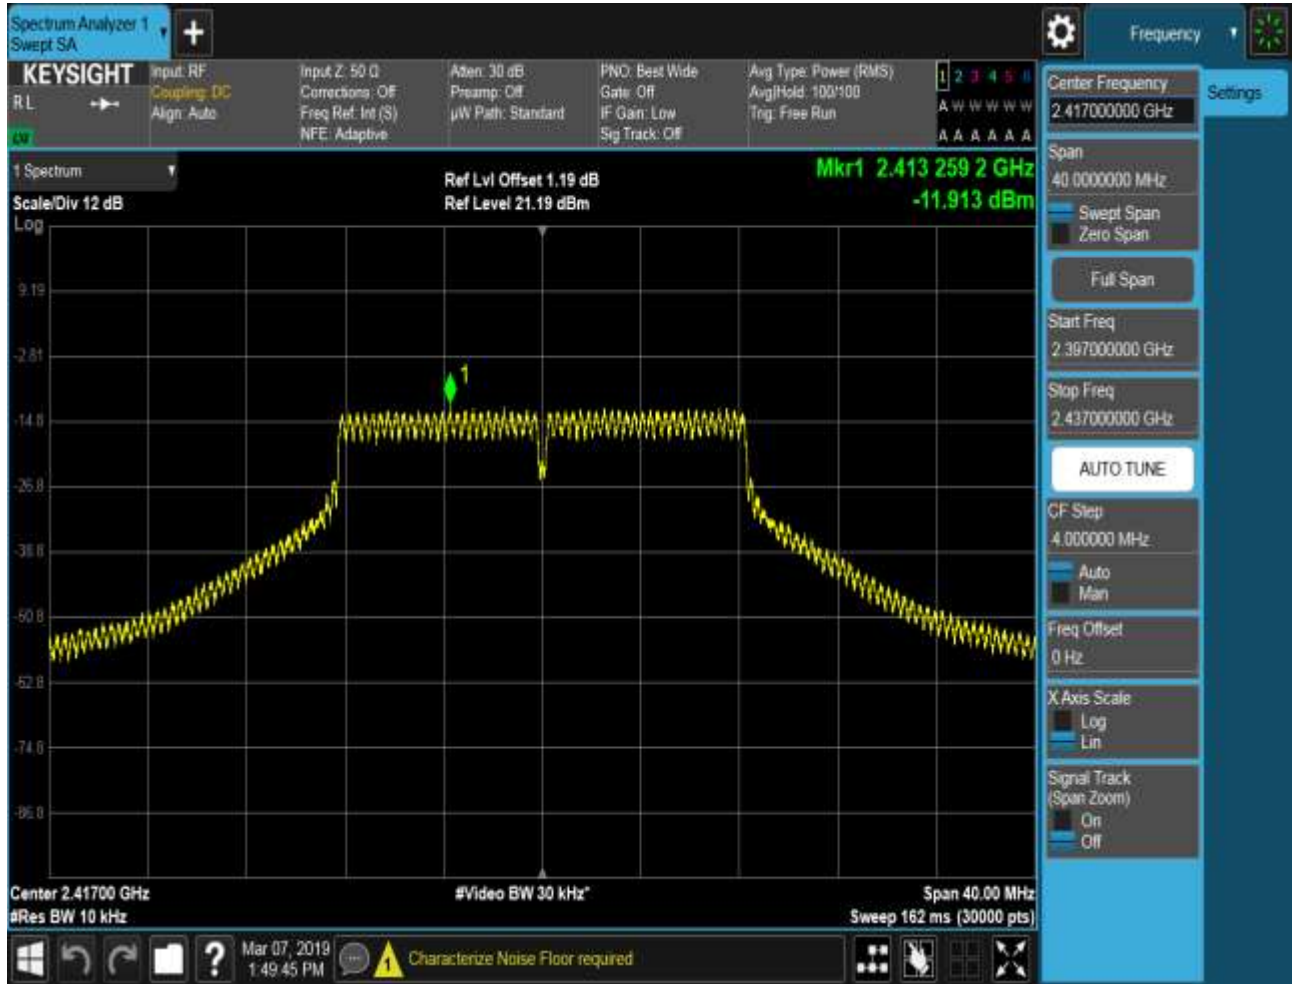 Spectrum Analyzer 1
Swept SA
+
Frequency
KEYSIGHT
RL
Input: RF
Coupling: DC
Align: Auto
Input Z: 50 Ω
Corrections: Off
Freq Ref: Int (S)
NFE: Adaptive
Atten: 30 dB
Preamp: Off
µW Path: Standard
PNO: Best Wide
Gate: Off
IF Gain: Low
Sig Track: Off
Avg Type: Power (RMS)
Avg|Hold: 100/100
Trig: Free Run
1 2 3 4 5 6
A W W W W W
A A A A A A
1 Spectrum
Scale/Div 12 dB
Log
Ref Lvl Offset 1.19 dB
Ref Level 21.19 dBm
Mkr1 2.413 259 2 GHz
-11.913 dBm
9.19
-2.81
-14.8
-26.8
-38.8
-50.8
-62.8
-74.8
-86.8
1
Center 2.41700 GHz
#Res BW 10 kHz
#Video BW 30 kHz*
Span 40.00 MHz
Sweep 162 ms (30000 pts)
Center Frequency
2.417000000 GHz
Settings
Span
40.0000000 MHz
Swept Span
Zero Span
Full Span
Start Freq
2.397000000 GHz
Stop Freq
2.437000000 GHz
AUTO TUNE
CF Step
4.000000 MHz
Auto
Man
Freq Offset
0 Hz
X Axis Scale
Log
Lin
Signal Track
(Span Zoom)
On
Off
?
Mar 07, 2019
1:49:45 PM
1
Characterize Noise Floor required